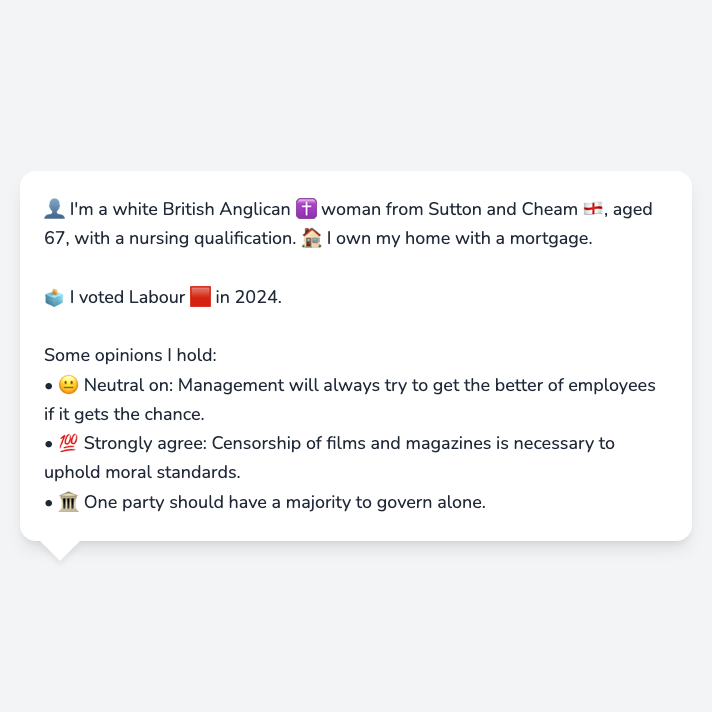 👤 I'm a white British Anglican ✝️ woman from Sutton and Cheam 🏴󠁧󠁢󠁥󠁮󠁧󠁿, aged
67, with a nursing qualification. 🏠 I own my home with a mortgage.
🗳️ I voted Labour 🟥 in 2024.
Some opinions I hold:
• 😐 Neutral on: Management will always try to get the better of employees
if it gets the chance.
• 💯 Strongly agree: Censorship of films and magazines is necessary to
uphold moral standards.
• 🏛️ One party should have a majority to govern alone.